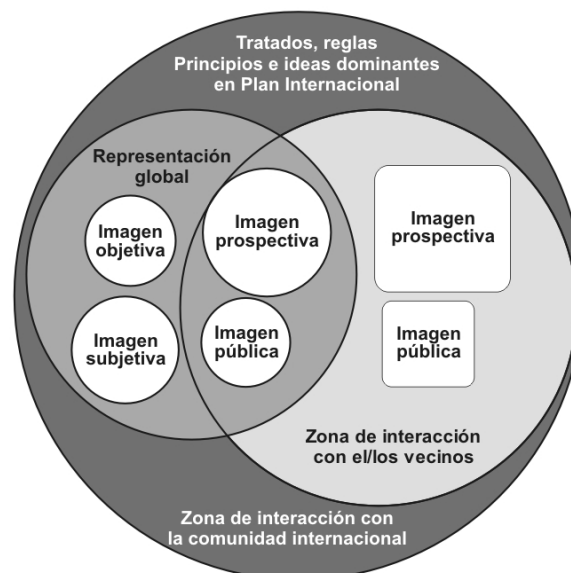 Tratados, reglas
Principios e ideas dominantes
en Plan Internacional
Representación
global
Imagen
objetiva
Imagen
prospectiva
Imagen
subjetiva
Imagen
pública
Imagen
prospectiva
Imagen
pública
Zona de interacción
con el/los vecinos
Zona de interacción con
la comunidad internacional